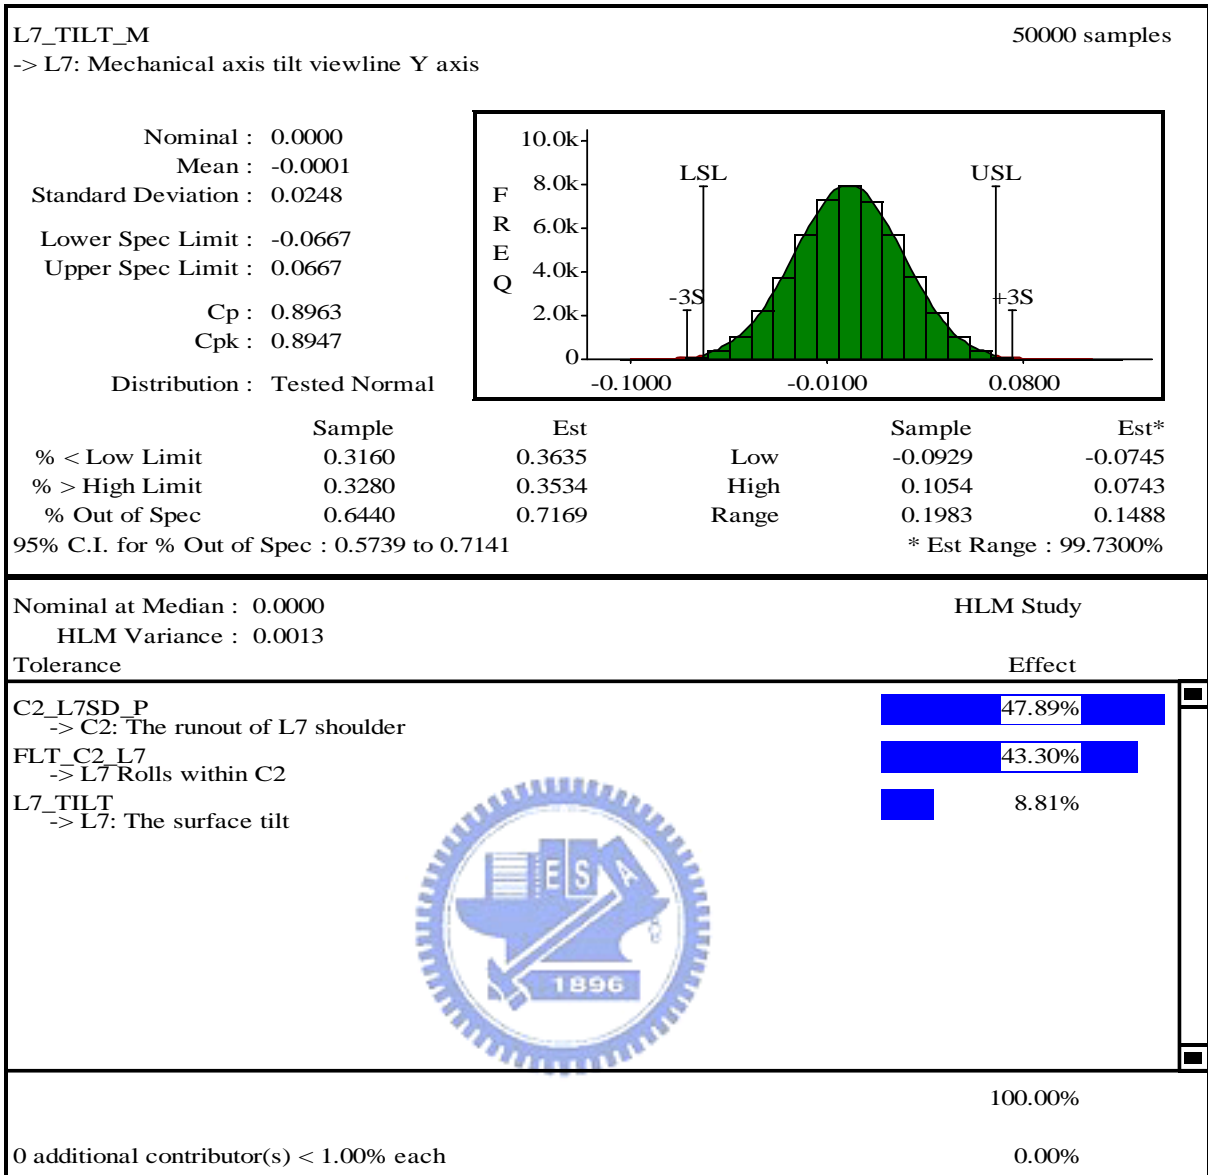 L7_TILT_M 50000 samples
-> L7: Mechanical axis tilt viewline Y axis
Nominal : 0.0000
Mean : -0.0001
Standard Deviation : 0.0248
Lower Spec Limit : -0.0667
Upper Spec Limit : 0.0667
Cp : 0.8963
Cpk : 0.8947
Distribution : Tested Normal
FREQ
10.0k
8.0k
6.0k
4.0k
2.0k
0
LSL USL
-3S +3S
-0.1000 -0.0100 0.0800
Sample Est Sample Est*
% < Low Limit 0.3160 0.3635 Low -0.0929 -0.0745
% > High Limit 0.3280 0.3534 High 0.1054 0.0743
% Out of Spec 0.6440 0.7169 Range 0.1983 0.1488
95% C.I. for % Out of Spec : 0.5739 to 0.7141 * Est Range : 99.7300%
Nominal at Median : 0.0000 HLM Study
HLM Variance : 0.0013
Tolerance Effect
C2_L7SD_P 47.89%
-> C2: The runout of L7 shoulder
FLT_C2_L7 43.30%
-> L7 Rolls within C2
L7_TILT 8.81%
-> L7: The surface tilt
E S A
1896
100.00%
0 additional contributor(s) < 1.00% each 0.00%